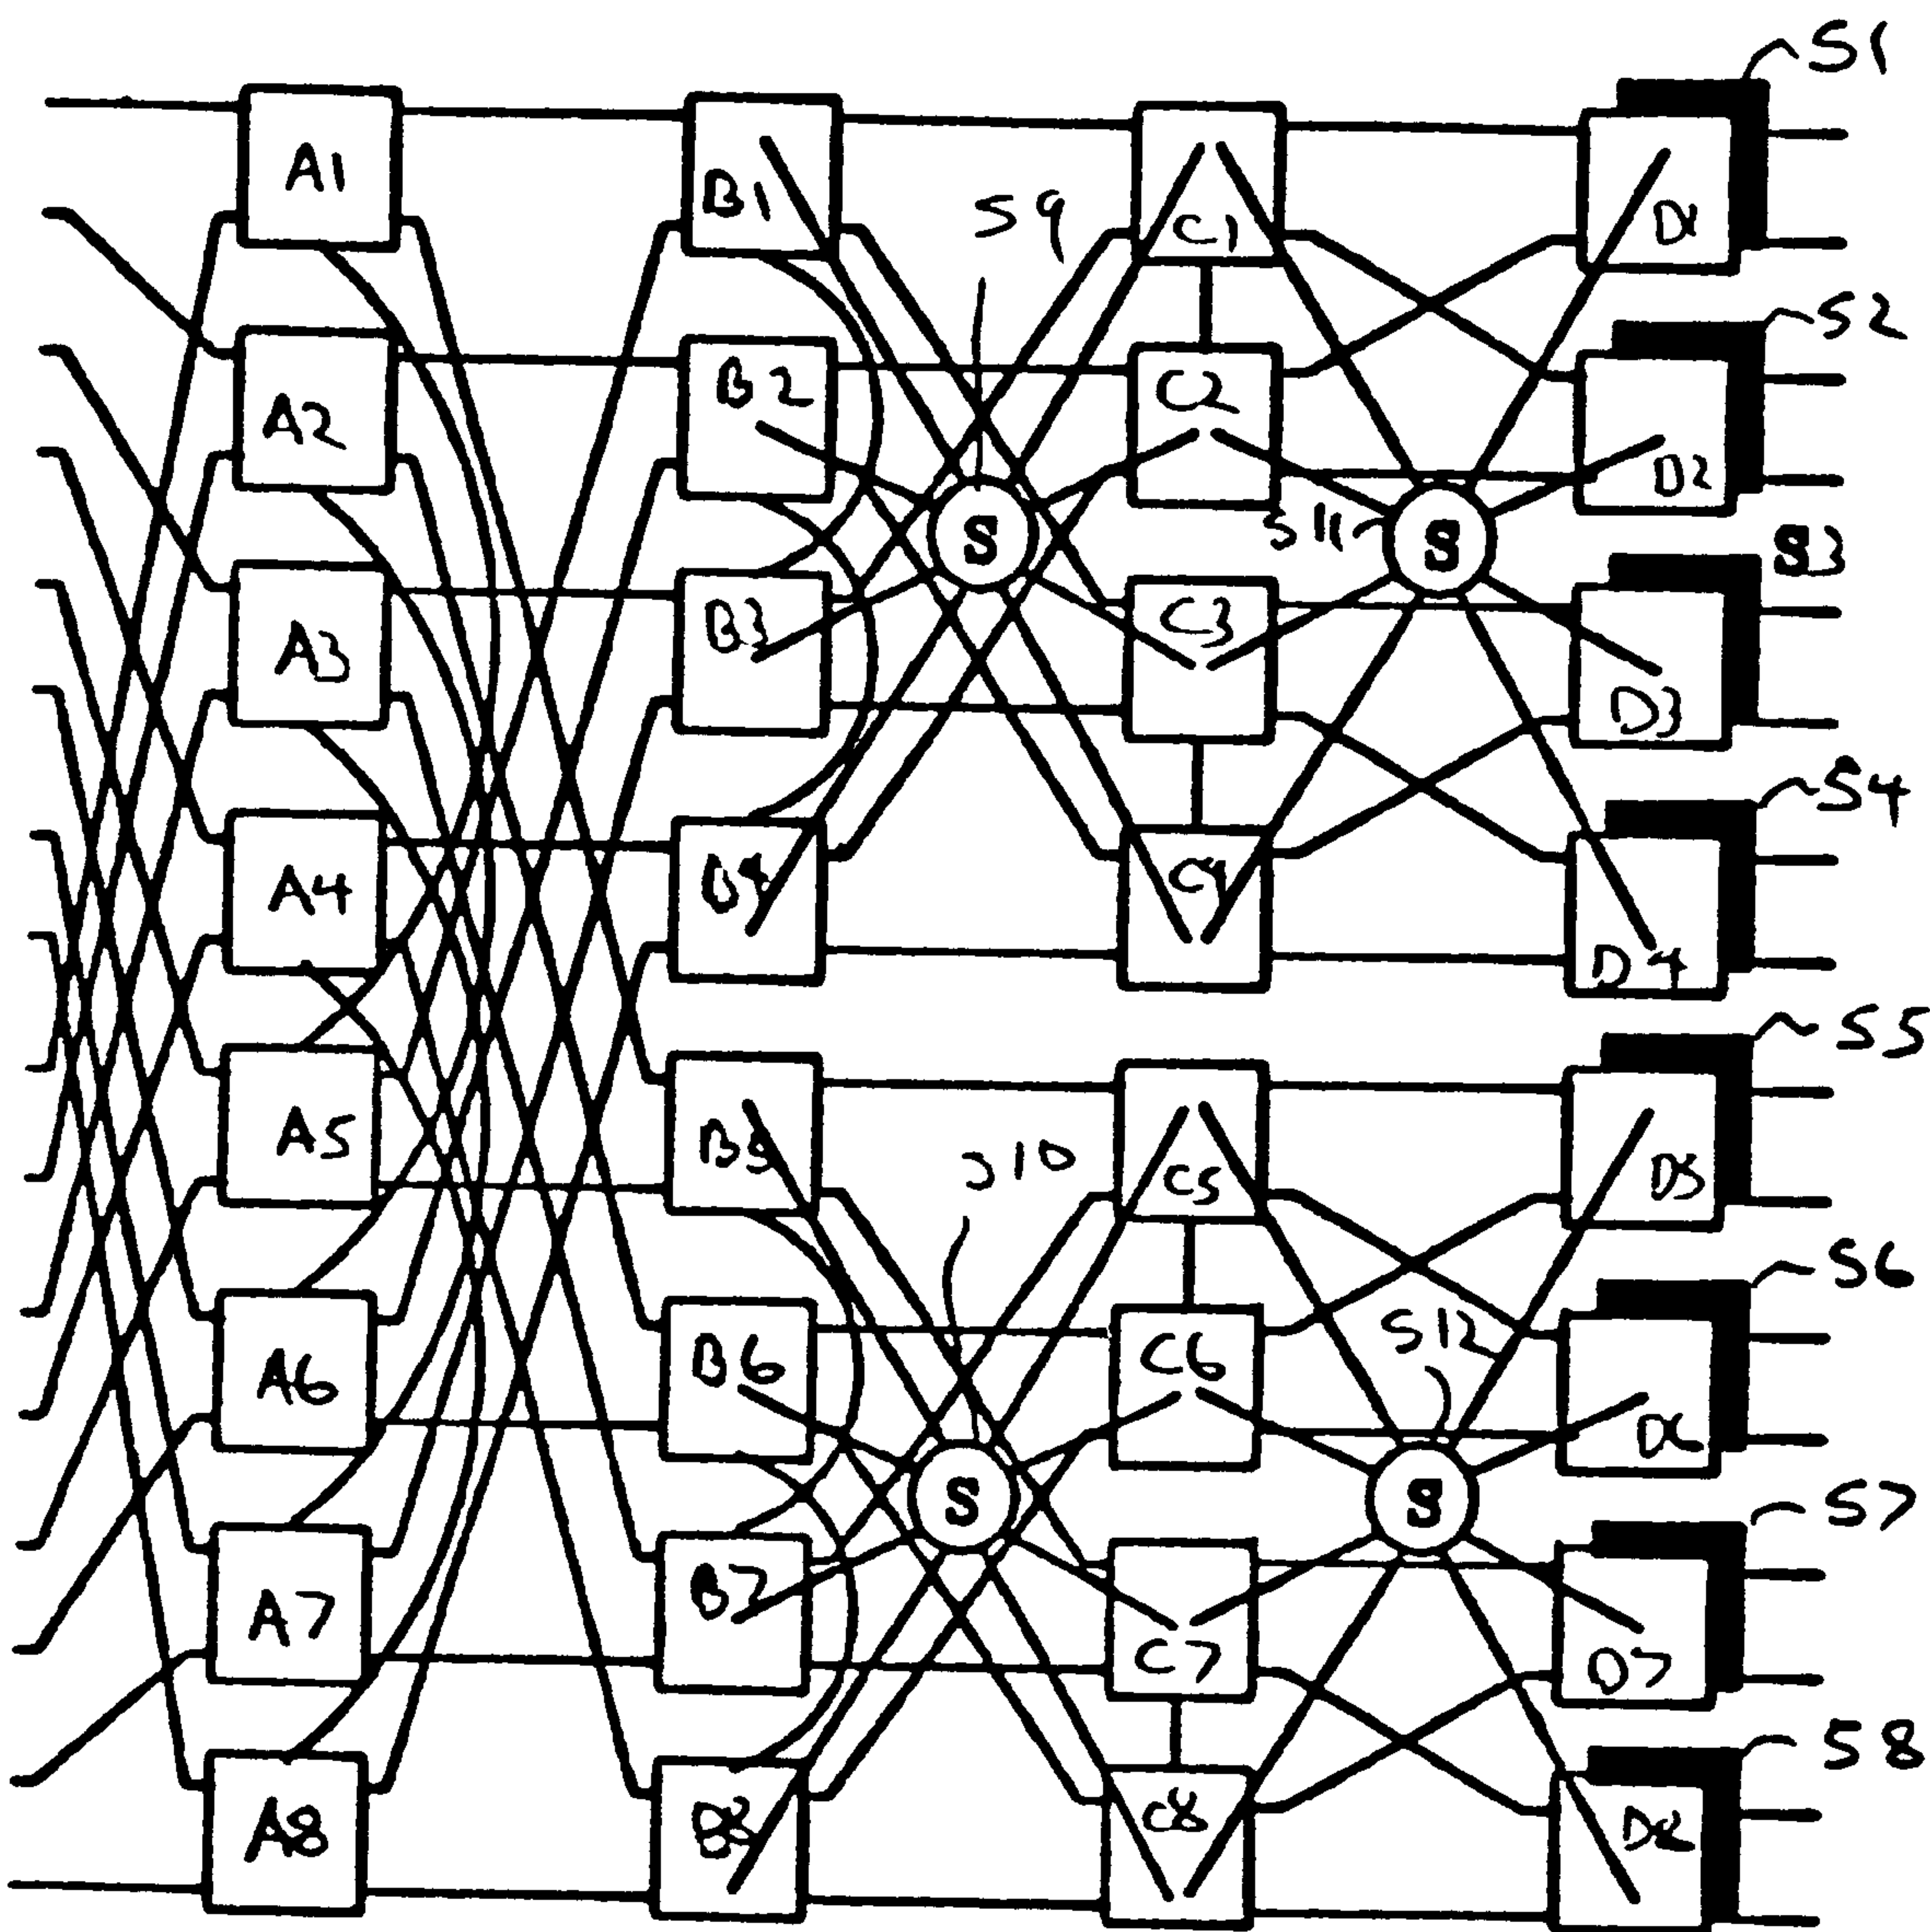 S1
A1 B1 S9 C1 D1
S2
A2 B2 C2 D2
S S11 S S3
A3 B3 C3 D3
S4
A4 B4 C4 D4
S5
A5 B5 S10 C5 D5
S6
A6 B6 C6 S12 D6
S S S7
A7 B7 C7 D7
S8
A8 B8 C8 D8